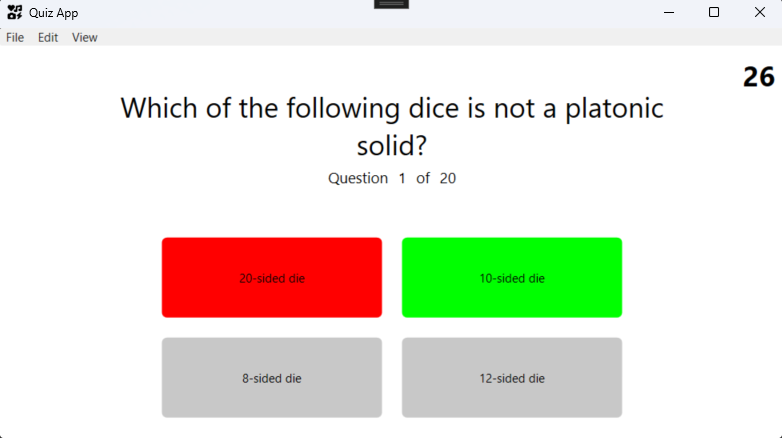 Quiz App
File Edit View
26
Which of the following dice is not a platonic
solid?
Question 1 of 20
20-sided die
10-sided die
8-sided die
12-sided die